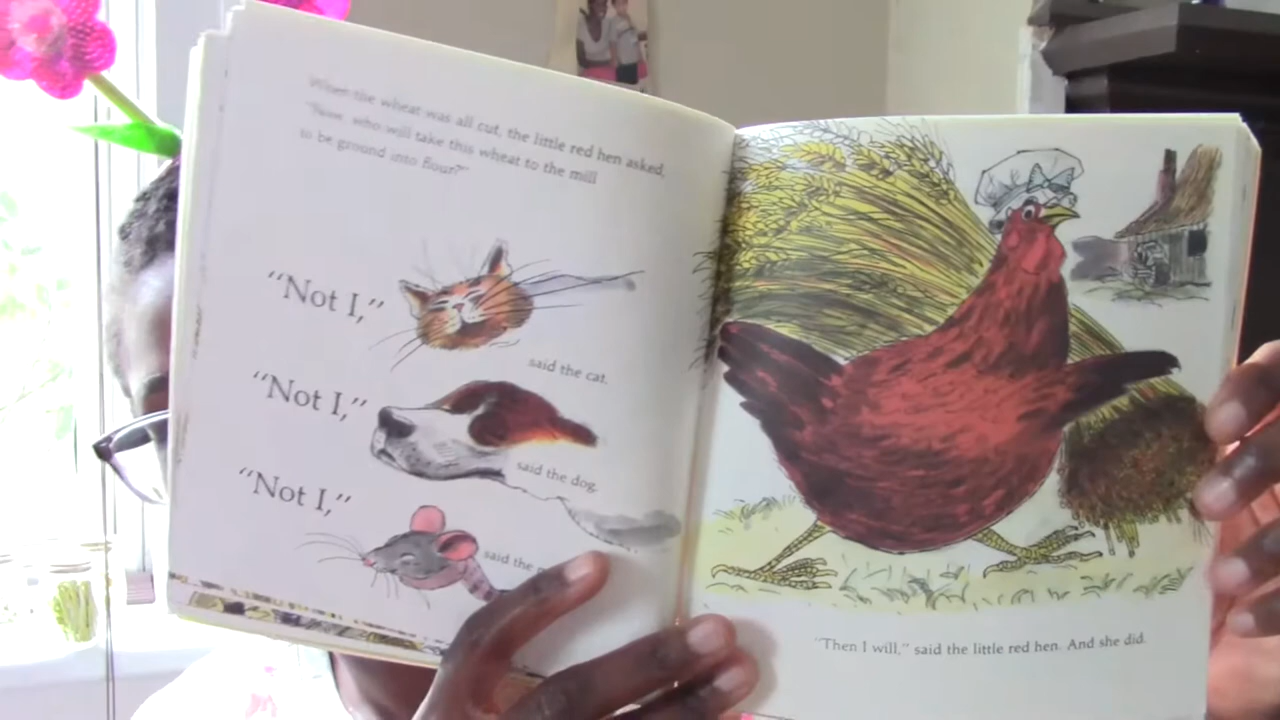 When the wheat was all cut, the little red hen asked,
"Now who will take this wheat to the mill
to be ground into flour?"
"Not I,"
said the cat.
"Not I,"
said the dog.
"Not I,"
said the
"Then I will," said the little red hen. And she did.